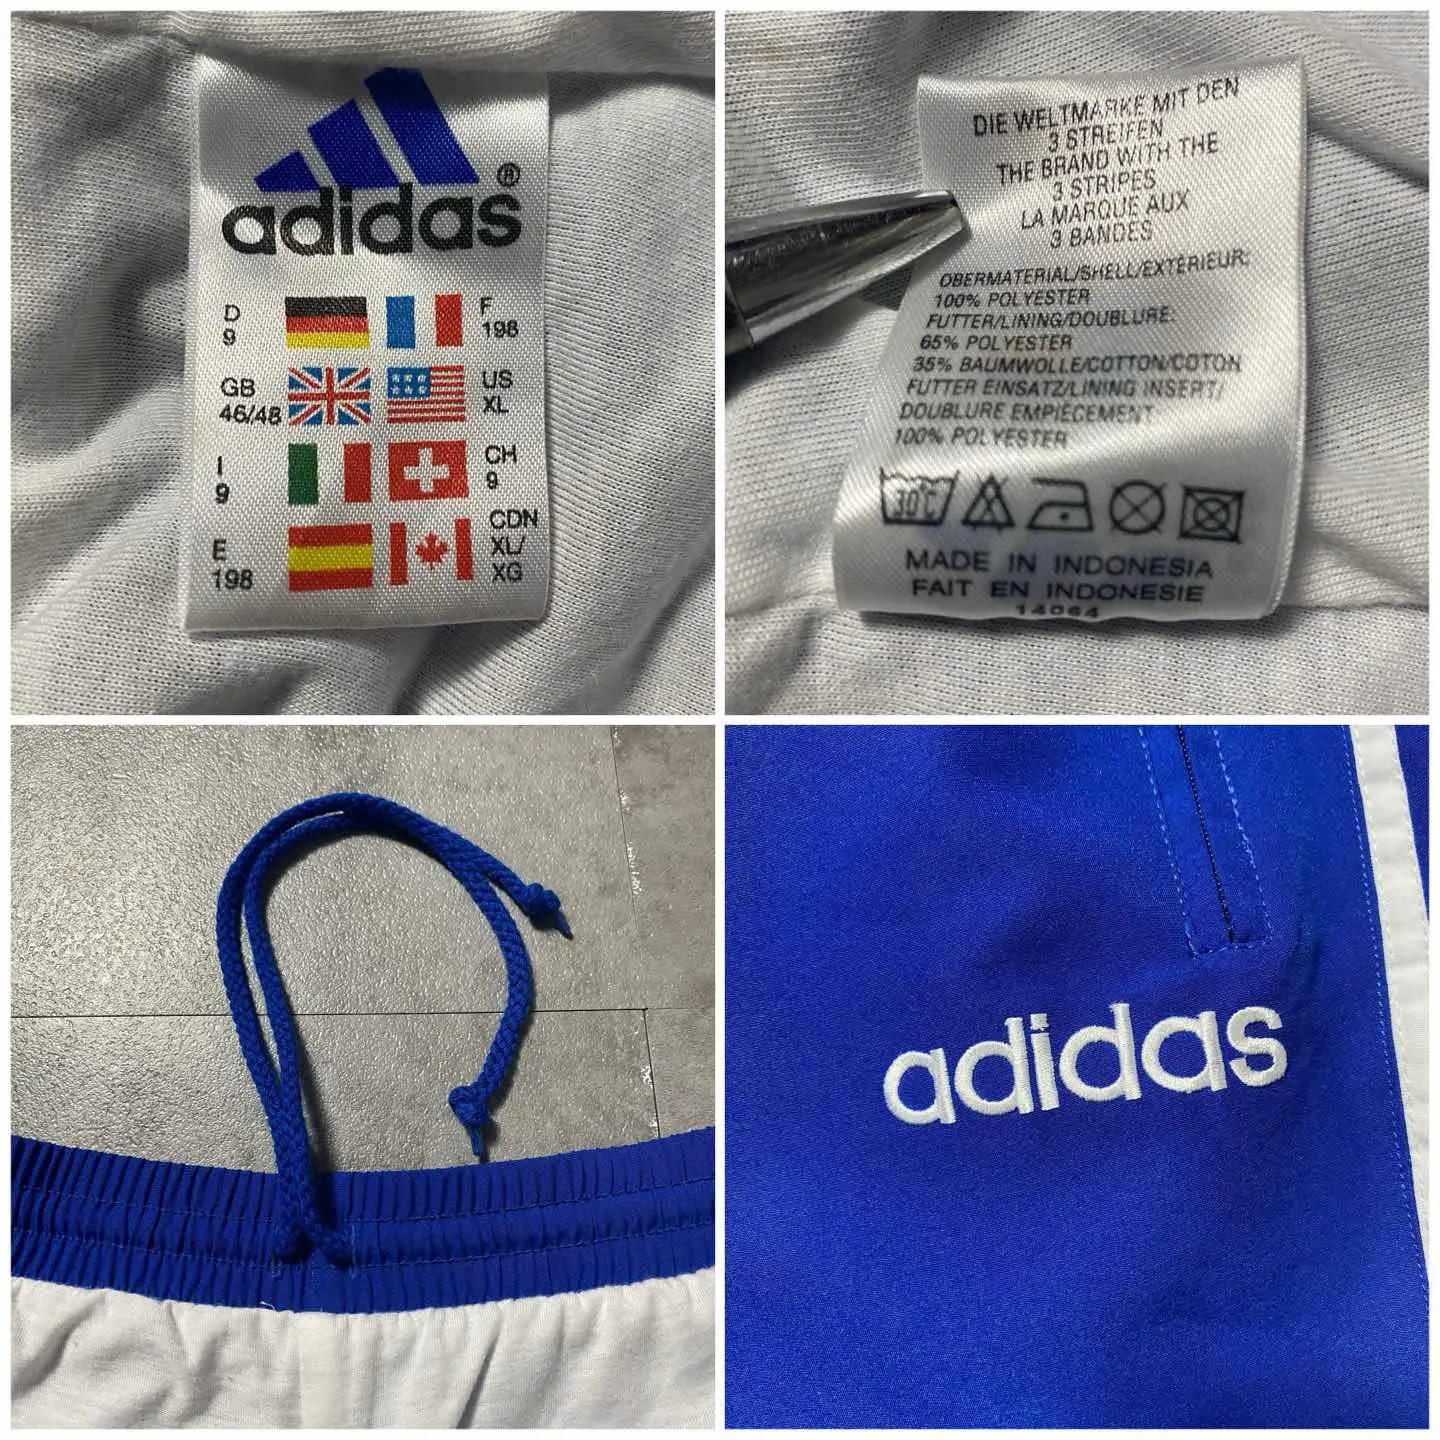 adidas®
D
9
F
198
GB
46/48
US
XL
I
9
CH
9
E
198
CDN
XL/
XG
DIE WELTMARKE MIT DEN
3 STREIFEN
THE BRAND WITH THE
3 STRIPES
LA MARQUE AUX
3 BANDES
OBERMATERIAL/SHELL/EXTÉRIEUR:
100% POLYESTER
FUTTER/LINING/DOUBLURE:
65% POLYESTER
35% BAUMWOLLE/COTTON/COTON
FUTTER EINSATZ/LINING INSERT/
DOUBLURE EMPIÈCEMENT
100% POLYESTER
30°C
MADE IN INDONESIA
FAIT EN INDONESIE
adidas